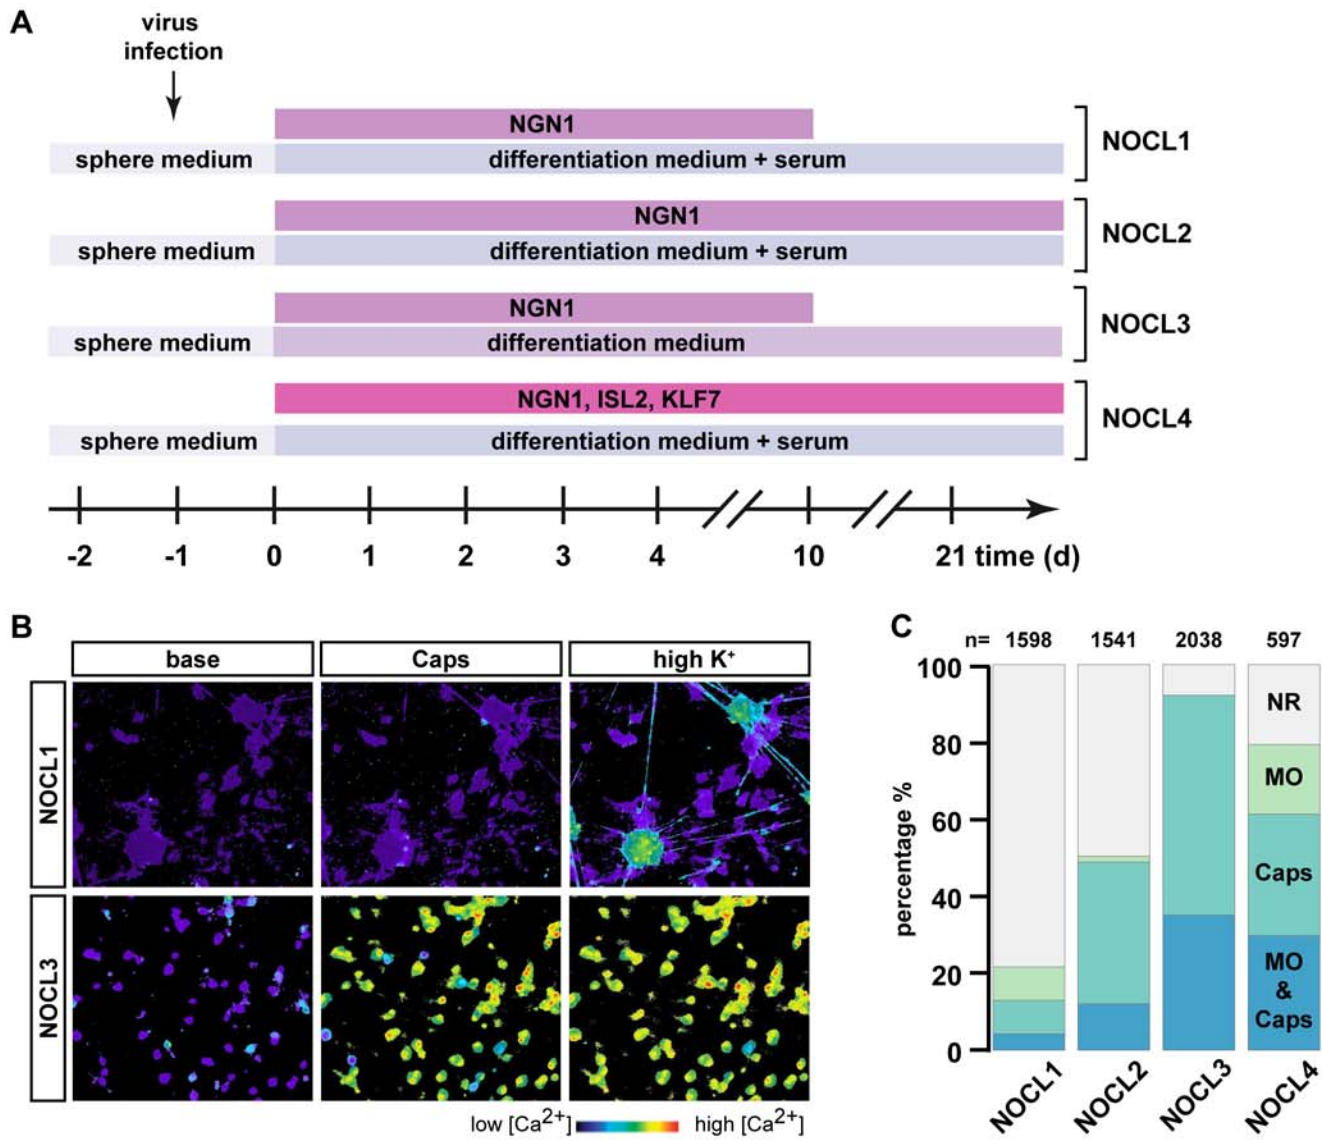 A
virus
infection
NGN1
sphere medium differentiation medium + serum
NOCL1
NGN1
sphere medium differentiation medium + serum
NOCL2
NGN1
sphere medium differentiation medium
NOCL3
NGN1, ISL2, KLF7
sphere medium differentiation medium + serum
NOCL4
-2 -1 0 1 2 3 4 10 21 time (d)
B
base Caps high K⁺
NOCL1
NOCL3
low [Ca²⁺] high [Ca²⁺]
C
n= 1598 1541 2038 597
100
80
60
40
20
0
percentage %
NR
MO
Caps
MO
&
Caps
NOCL1 NOCL2 NOCL3 NOCL4